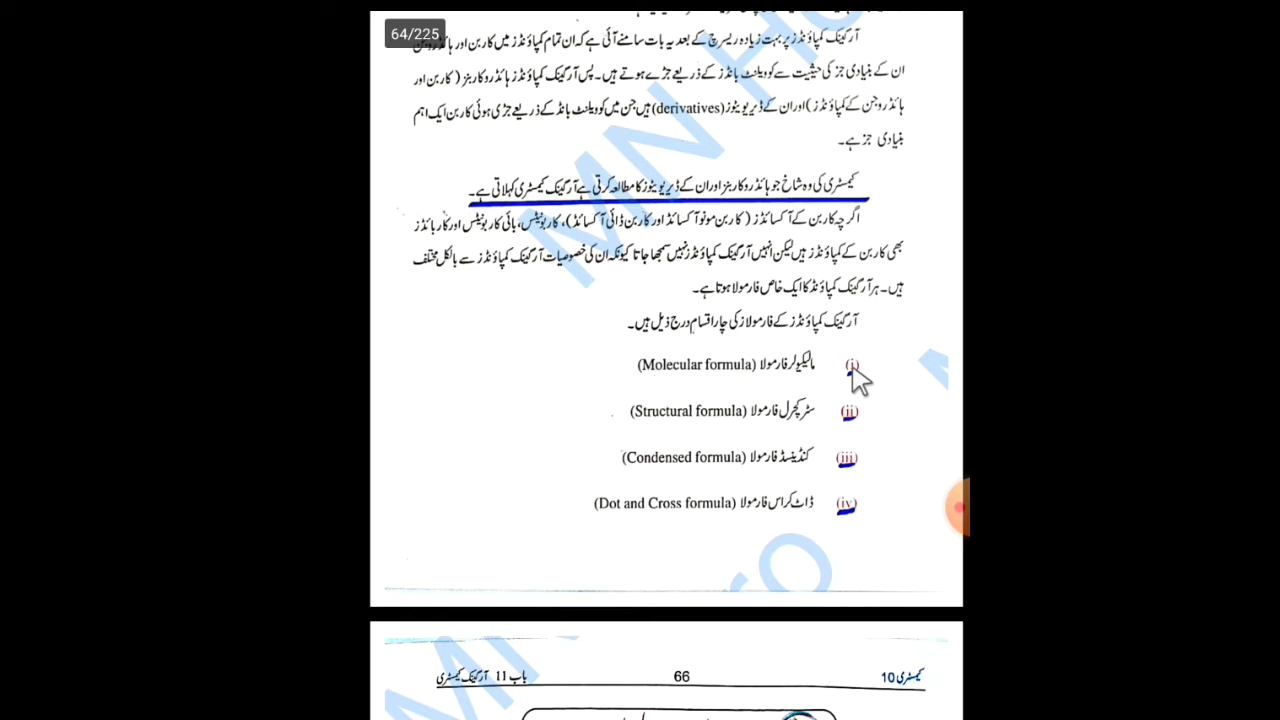 64/225
آرگینک کمپاؤنڈز پر بہت زیادہ ریسرچ کے بعد یہ بات سامنے آئی ہے کہ ان تمام کمپاؤنڈز میں کاربن اور ہائڈروجن
ان کے بنیادی جز کی حیثیت سے کوویلنٹ بانڈز کے ذریعے جڑے ہوتے ہیں۔ پس آرگینک کمپاؤنڈز ہائڈروکاربنز (کاربن اور
ہائڈروجن کے کمپاؤنڈز) اور ان کے ڈیریویٹوز (derivatives) ہیں جن میں کوویلنٹ بانڈ کے ذریعے جڑی ہوئی کاربن ایک اہم
بنیادی جز ہے۔
کیمسٹری کی وہ شاخ جو ہائڈروکاربنز اور ان کے ڈیریویٹوز کا مطالعہ کرتی ہے آرگینک کیمسٹری کہلاتی ہے۔
اگرچہ کاربن کے آکسائڈز (کاربن مونو آکسائڈ اور کاربن ڈائی آکسائڈ)، کاربونیٹس، بائی کاربونیٹس اور کاربائڈز
بھی کاربن کے کمپاؤنڈز ہیں لیکن انہیں آرگینک کمپاؤنڈز نہیں سمجھا جاتا کیونکہ ان کی خصوصیات آرگینک کمپاؤنڈز سے بالکل مختلف
ہیں۔ ہر آرگینک کمپاؤنڈ کا ایک خاص فارمولا ہوتا ہے۔
آرگینک کمپاؤنڈز کے فارمولاز کی چار اقسام درج ذیل ہیں۔
(i) مالیکیولر فارمولا (Molecular formula)
(ii) سٹرکچرل فارمولا (Structural formula)
(iii) کنڈینسڈ فارمولا (Condensed formula)
(iv) ڈاٹ کراس فارمولا (Dot and Cross formula)
کیمسٹری 10 66 باب 11 آرگینک کیمسٹری